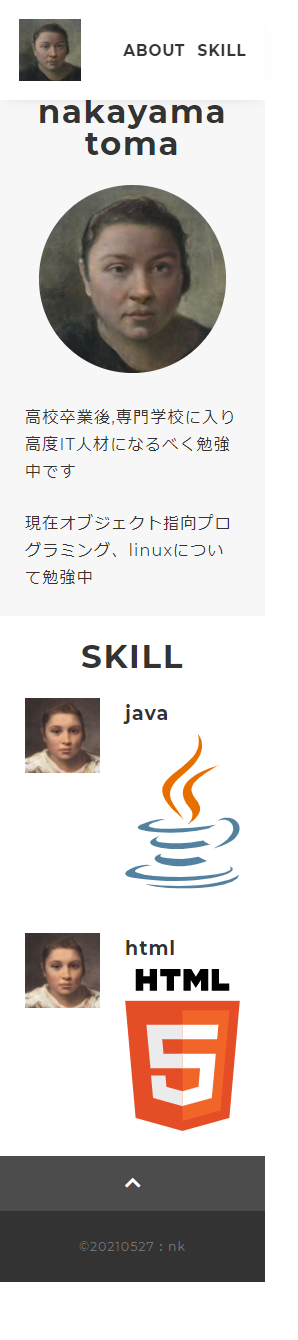 ABOUT SKILL
nakayama
toma
高校卒業後,専門学校に入り
高度IT人材になるべく勉強
中です
現在オブジェクト指向プロ
グラミング、linuxについ
て勉強中
SKILL
java
html
HTML
5
©20210527 : nk